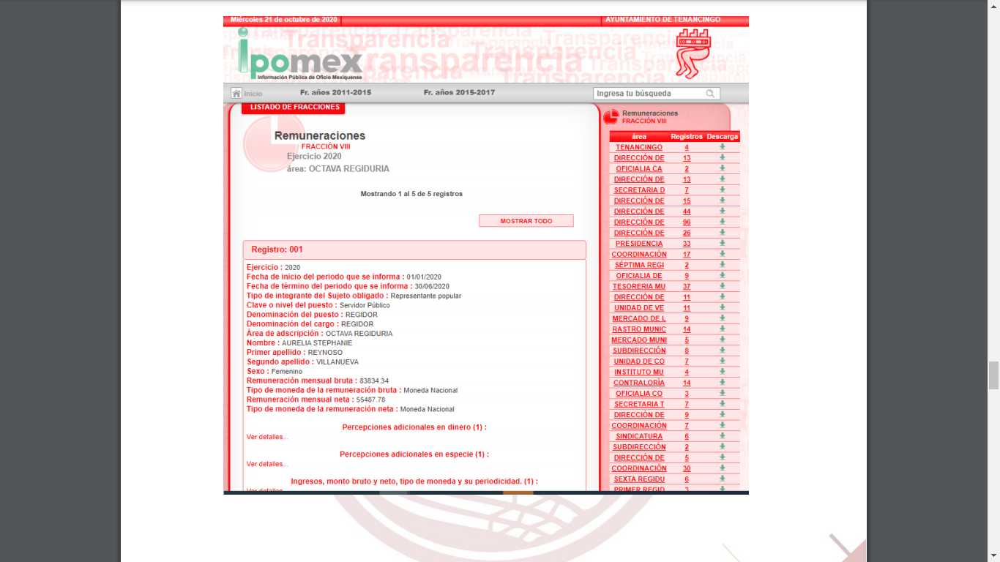 Miércoles 21 de octubre de 2020
AYUNTAMIENTO DE TENANCINGO
ipomex
Información Pública de Oficio Mexiquense
Transparencia
Inicio
Fr. años 2011-2015
Fr. años 2015-2017
Ingresa tu búsqueda
LISTADO DE FRACCIONES
Remuneraciones
FRACCIÓN VIII
Ejercicio 2020
área: OCTAVA REGIDURIA
Mostrando 1 al 5 de 5 registros
MOSTRAR TODO
Registro: 001
Ejercicio : 2020
Fecha de inicio del periodo que se informa : 01/01/2020
Fecha de término del periodo que se informa : 30/06/2020
Tipo de integrante del Sujeto obligado : Representante popular
Clave o nivel del puesto : Servidor Público
Denominación del puesto : REGIDOR
Denominación del cargo : REGIDOR
Área de adscripción : OCTAVA REGIDURIA
Nombre : AURELIA STEPHANIE
Primer apellido : REYNOSO
Segundo apellido : VILLANUEVA
Sexo : Femenino
Remuneración mensual bruta : 83834.34
Tipo de moneda de la remuneración bruta : Moneda Nacional
Remuneración mensual neta : 55487.78
Tipo de moneda de la remuneración neta : Moneda Nacional
Percepciones adicionales en dinero (1) :
Ver detalles...
Percepciones adicionales en especie (1) :
Ver detalles...
Ingresos, monto bruto y neto, tipo de moneda y su periodicidad. (1) :
Ver detalles...
Remuneraciones
FRACCIÓN VIII
área Registros Descarga
TENANCINGO 4
DIRECCIÓN DE 13
OFICIALIA CA 2
DIRECCIÓN DE 13
SECRETARIA D 7
DIRECCIÓN DE 15
DIRECCIÓN DE 44
DIRECCIÓN DE 96
DIRECCIÓN DE 26
PRESIDENCIA 33
COORDINACIÓN 17
SÉPTIMA REGI 2
OFICIALIA DE 9
TESORERIA MU 37
DIRECCIÓN DE 11
UNIDAD DE VE 11
MERCADO DE L 9
RASTRO MUNIC 14
MERCADO MUNI 5
SUBDIRECCIÓN 8
UNIDAD DE CO 7
INSTITUTO MU 4
CONTRALORÍA 14
OFICIALIA CO 3
SECRETARIA T 7
DIRECCIÓN DE 9
COORDINACIÓN 7
SINDICATURA 6
SUBDIRECCIÓN 2
DIRECCIÓN DE 5
COORDINACIÓN 30
SEXTA REGIDU 6
PRIMER REGID 3